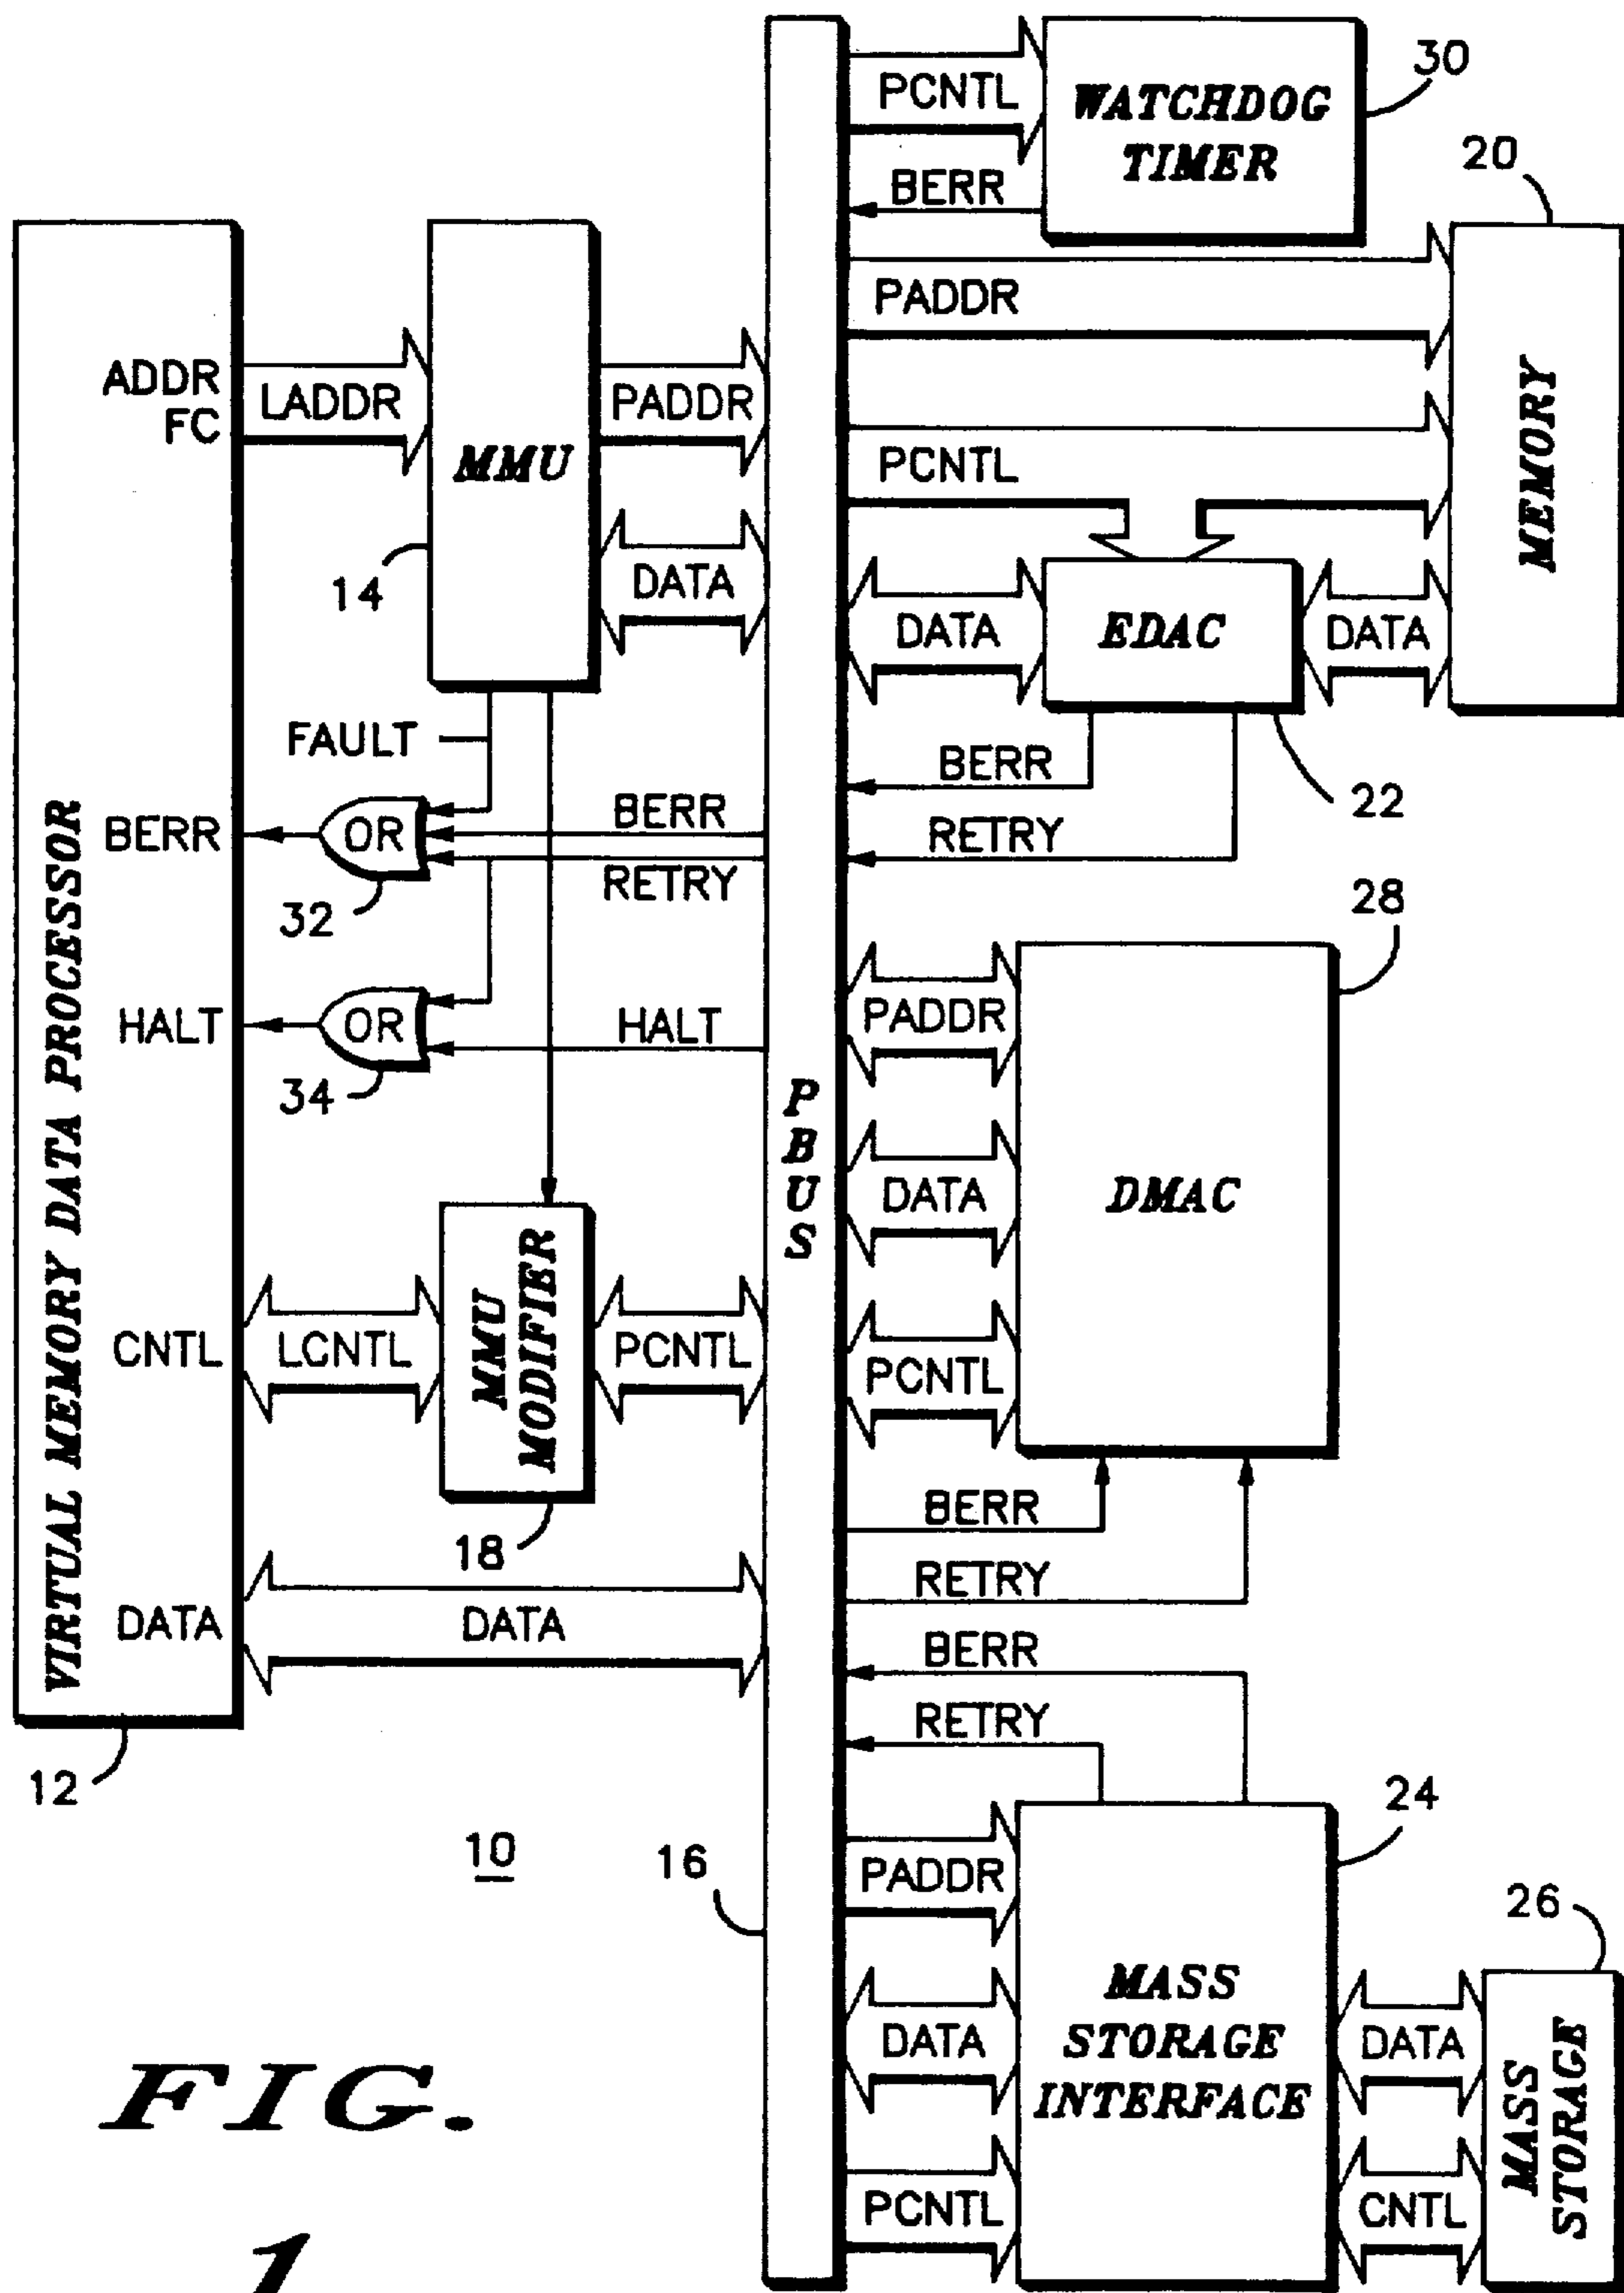 PCNTL
WATCHDOG
TIMER
30
BERR
20
PADDR
PCNTL
MEMORY
ADDR
FC
LADDR
MMU
PADDR
14
DATA
DATA
EDAC
DATA
22
FAULT
BERR
RETRY
BERR
OR
32
BERR
RETRY
HALT
OR
34
HALT
VIRTUAL MEMORY DATA PROCESSOR
PBUS
28
PADDR
DATA
DMAC
PCNTL
BERR
RETRY
CNTL
LCNTL
MMU
MODIFIER
PCNTL
18
DATA
DATA
12
10
16
BERR
RETRY
24
PADDR
DATA
MASS
STORAGE
INTERFACE
PCNTL
26
DATA
CNTL
MASS
STORAGE
FIG.
1